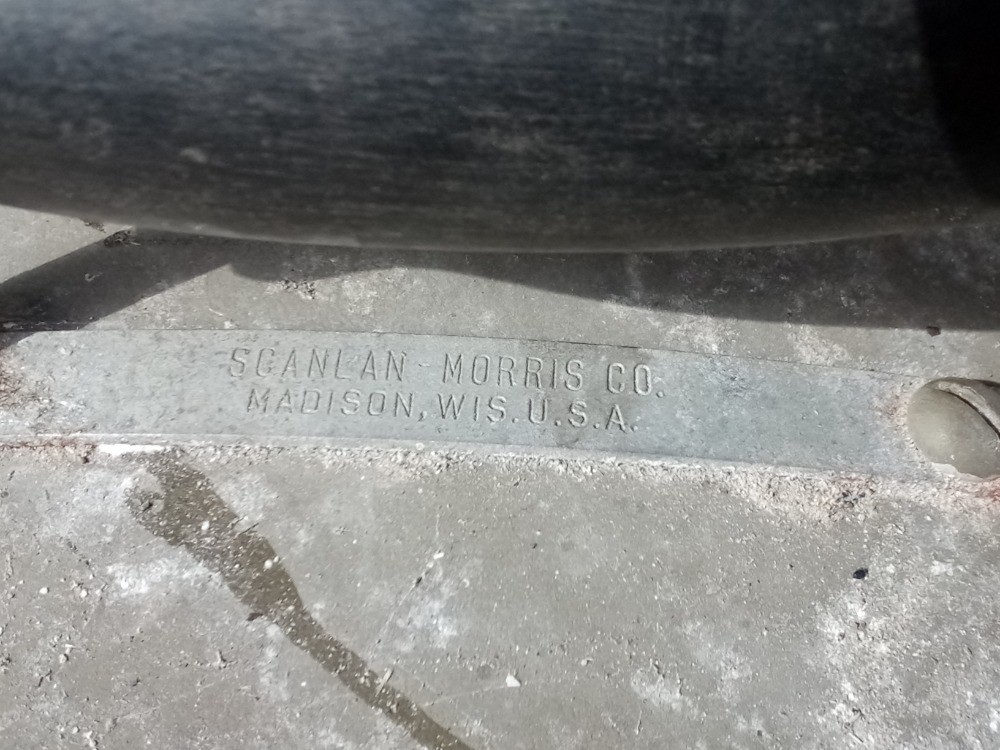 SCANLAN - MORRIS CO.
MADISON, WIS. U.S.A.